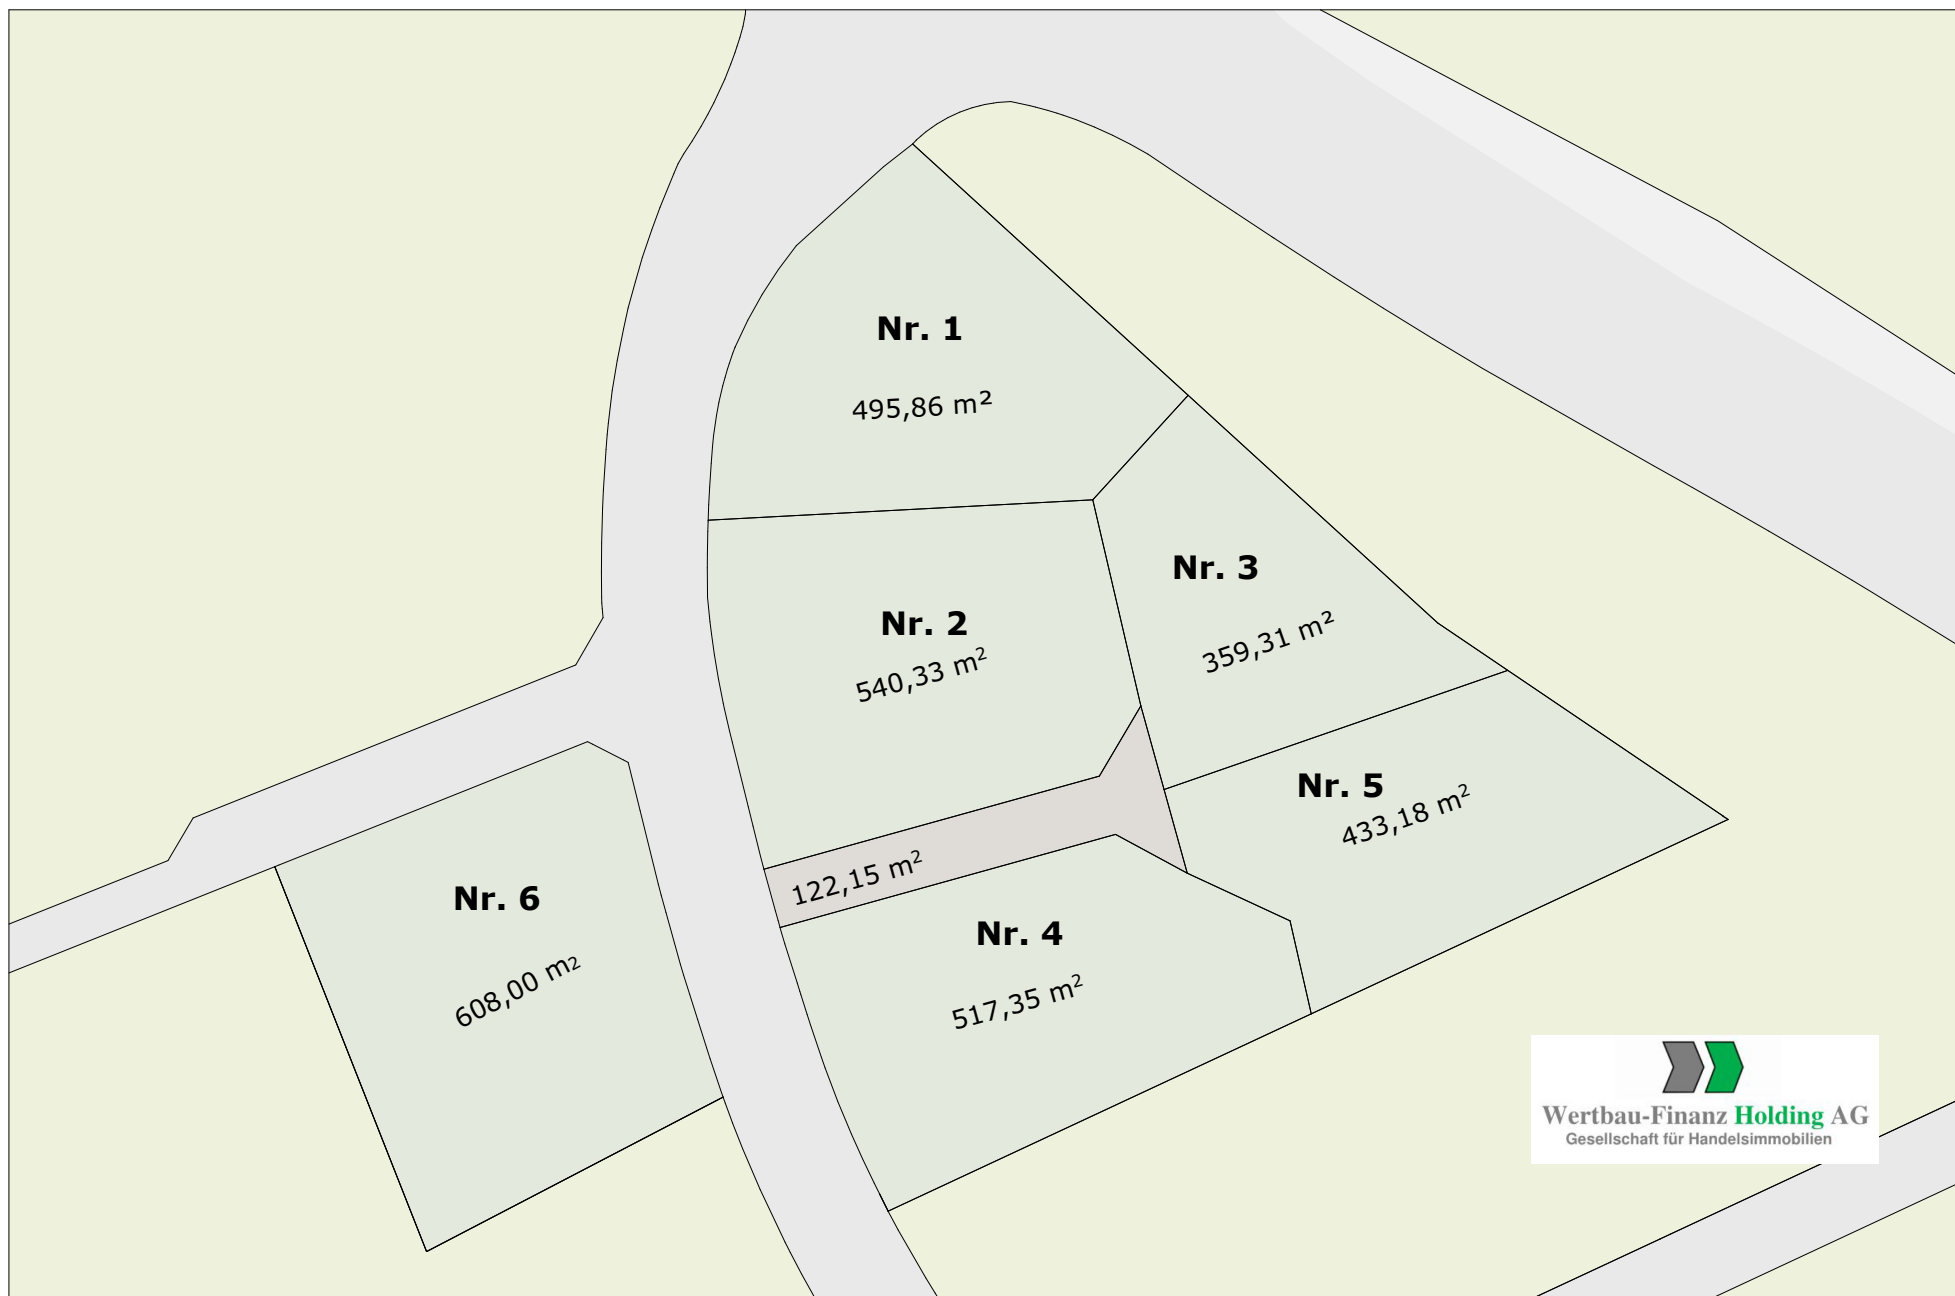 Nr. 1
495,86 m²
Nr. 2
540,33 m²
Nr. 3
359,31 m²
Nr. 5
433,18 m²
122,15 m²
Nr. 4
517,35 m²
Nr. 6
608,00 m2
Wertbau-Finanz Holding AG
Gesellschaft für Handelsimmobilien